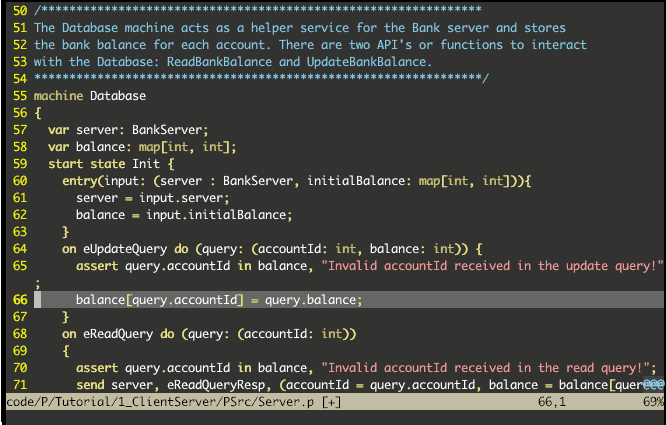 50 /***************************************************************
51 The Database machine acts as a helper service for the Bank server and stores
52 the bank balance for each account. There are two API's or functions to interact
53 with the Database: ReadBankBalance and UpdateBankBalance.
54 ****************************************************************/
55 machine Database
56 {
57   var server: BankServer;
58   var balance: map[int, int];
59   start state Init {
60     entry(input: (server : BankServer, initialBalance: map[int, int])){
61       server = input.server;
62       balance = input.initialBalance;
63     }
64     on eUpdateQuery do (query: (accountId: int, balance: int)) {
65       assert query.accountId in balance, "Invalid accountId received in the update query!"
;
66       balance[query.accountId] = query.balance;
67     }
68     on eReadQuery do (query: (accountId: int))
69     {
70       assert query.accountId in balance, "Invalid accountId received in the read query!";
71       send server, eReadQueryResp, (accountId = query.accountId, balance = balance[quer@@@
code/P/Tutorial/1_ClientServer/PSrc/Server.p [+] 66,1 69%